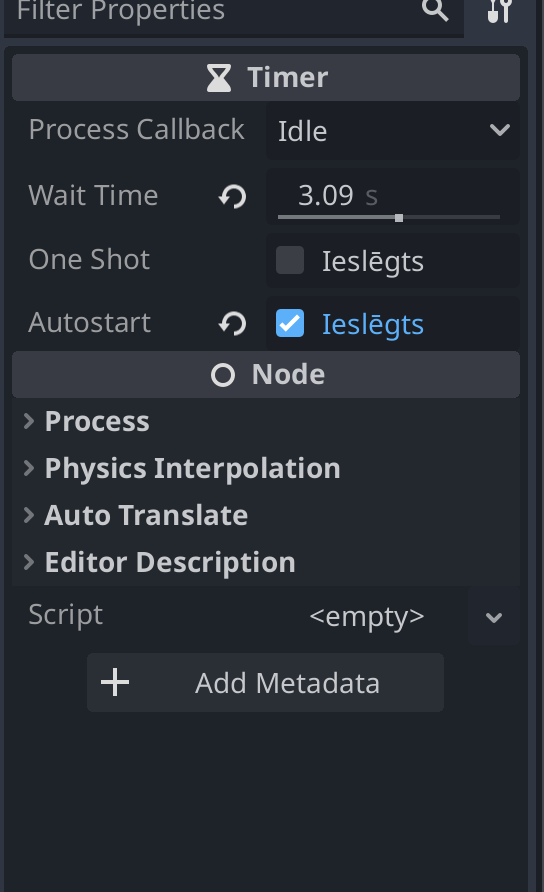 Filter Properties
Timer
Process Callback Idle
Wait Time 3.09 s
One Shot Ieslēgts
Autostart Ieslēgts
Node
Process
Physics Interpolation
Auto Translate
Editor Description
Script <empty>
Add Metadata